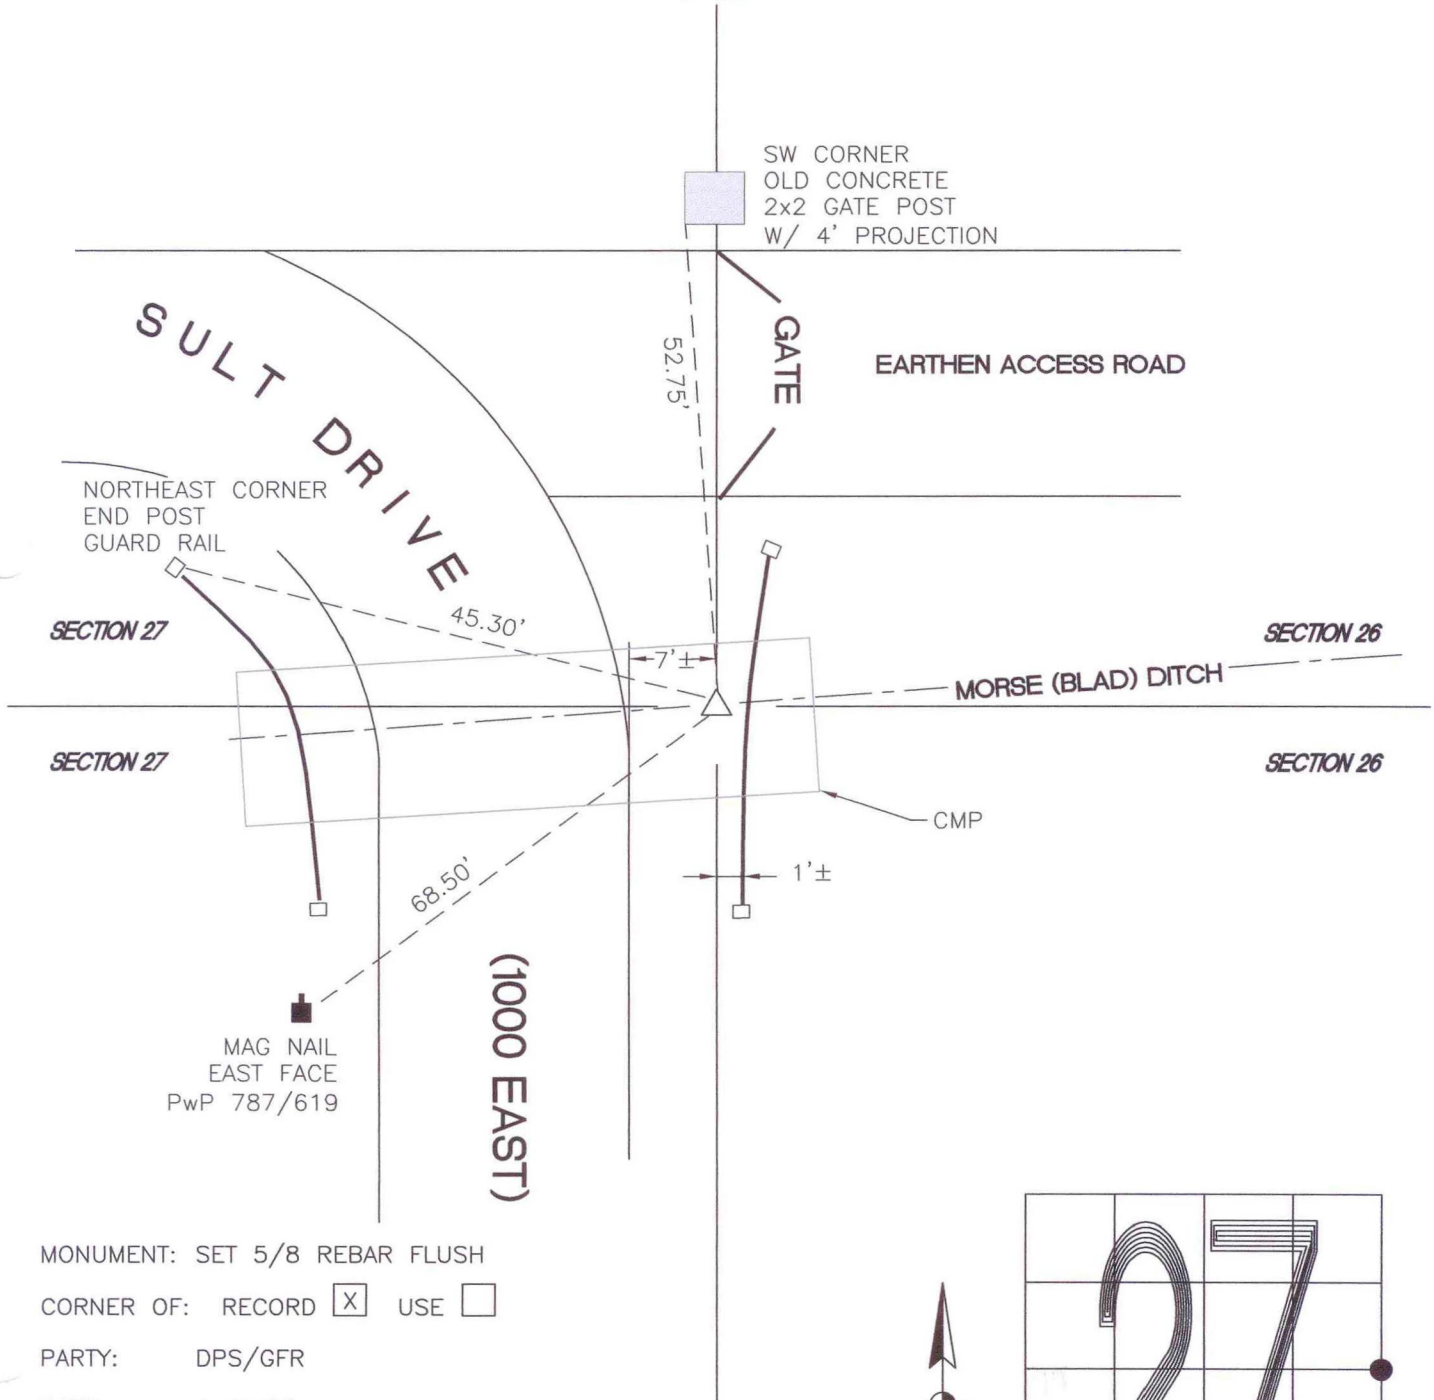 SW CORNER
OLD CONCRETE
2x2 GATE POST
W/ 4' PROJECTION
SULT DRIVE
GATE
52.75'
EARTHEN ACCESS ROAD
NORTHEAST CORNER
END POST
GUARD RAIL
45.30'
SECTION 27
SECTION 26
7'±
MORSE (BLAD) DITCH
SECTION 27
SECTION 26
CMP
1'±
68.50'
(1000 EAST)
MAG NAIL
EAST FACE
PwP 787/619
MONUMENT: SET 5/8 REBAR FLUSH
CORNER OF: RECORD X USE
PARTY: DPS/GFR
27